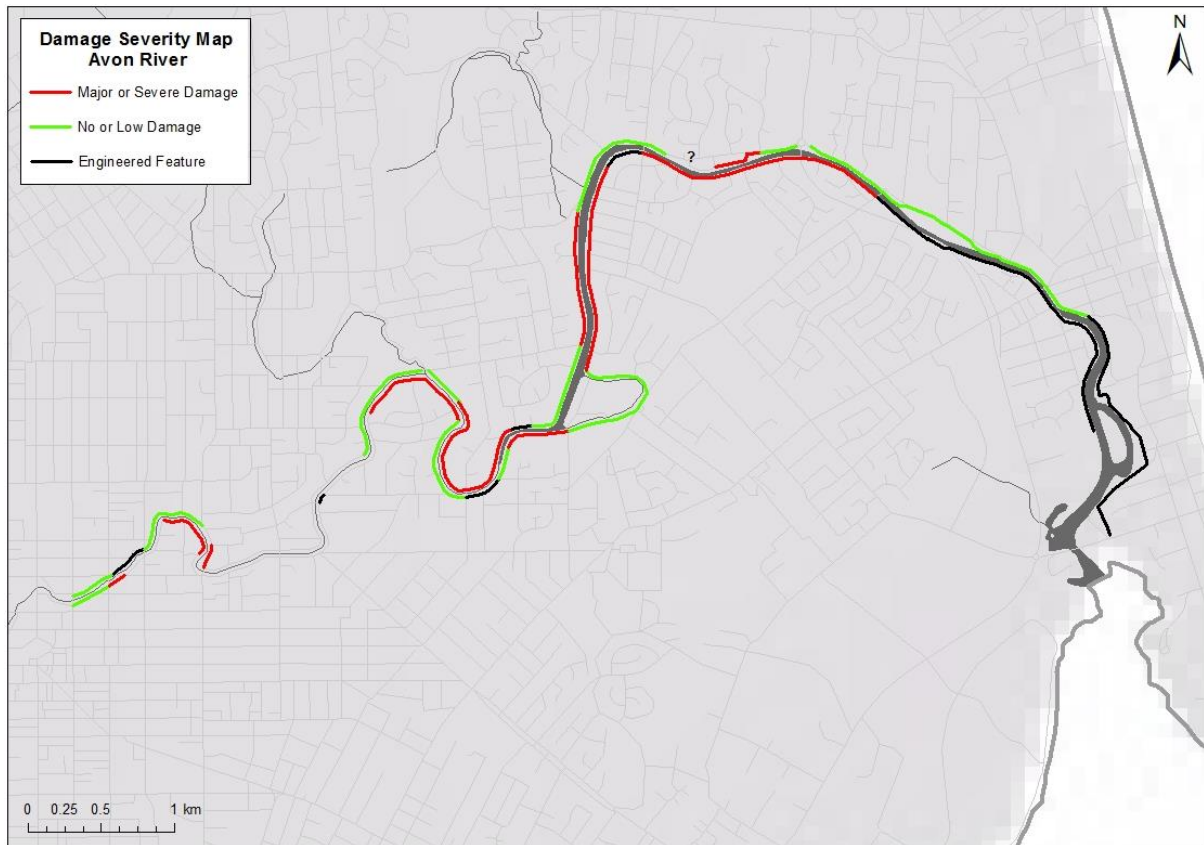 Damage Severity Map
Avon River
Major or Severe Damage
No or Low Damage
Engineered Feature
N
?
0 0.25 0.5 1 km